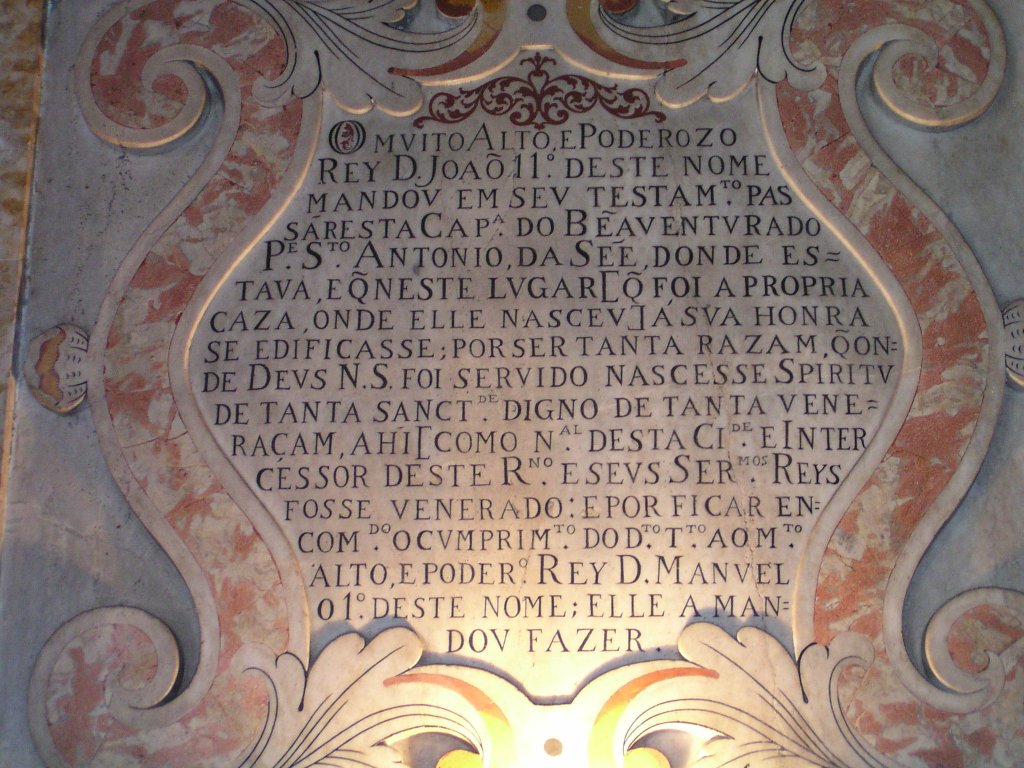 O MVITO ALTO, E PODEROZO
REY D. JOAÕ 11º. DESTE NOME
MANDOV EM SEV TESTAM.ᵀᴼ PAS
SÁR ESTA CAP.ᴬ DO BẼAVENTVRADO
P.ᴱ S.ᵀᴼ ANTONIO, DA SEÉ, DONDE ES=
TAVA, E Q̃ NESTE LVGAR [Q̃ FOI A PROPRIA
CAZA, ONDE ELLE NASCEV] Á SVA HONRA
SE EDIFICASSE; POR SER TANTA RAZAM, Q̃ ON=
DE DEVS N.S. FOI SERVIDO NASCESSE SPIRITV
DE TANTA SANCT.ᴰᴱ DIGNO DE TANTA VENE=
RAÇAM, AHÍ [COMO N.ᴬᴸ DESTA CI.ᴰᴱ E INTER
CESSOR DESTE R.ᴺᴼ E SEVS SER.ᴹᴼˢ REYS
FOSSE VENERADO: E POR FICAR EN=
COM.ᴰᴼ O CVMPRIM.ᵀᴼ DO D.ᵀᴼ T.ᵀᴼ AO M.ᵀᴼ
ALTO, E PODER.º REY D. MANVEL
O 1º. DESTE NOME; ELLE A MAN=
DOV FAZER.